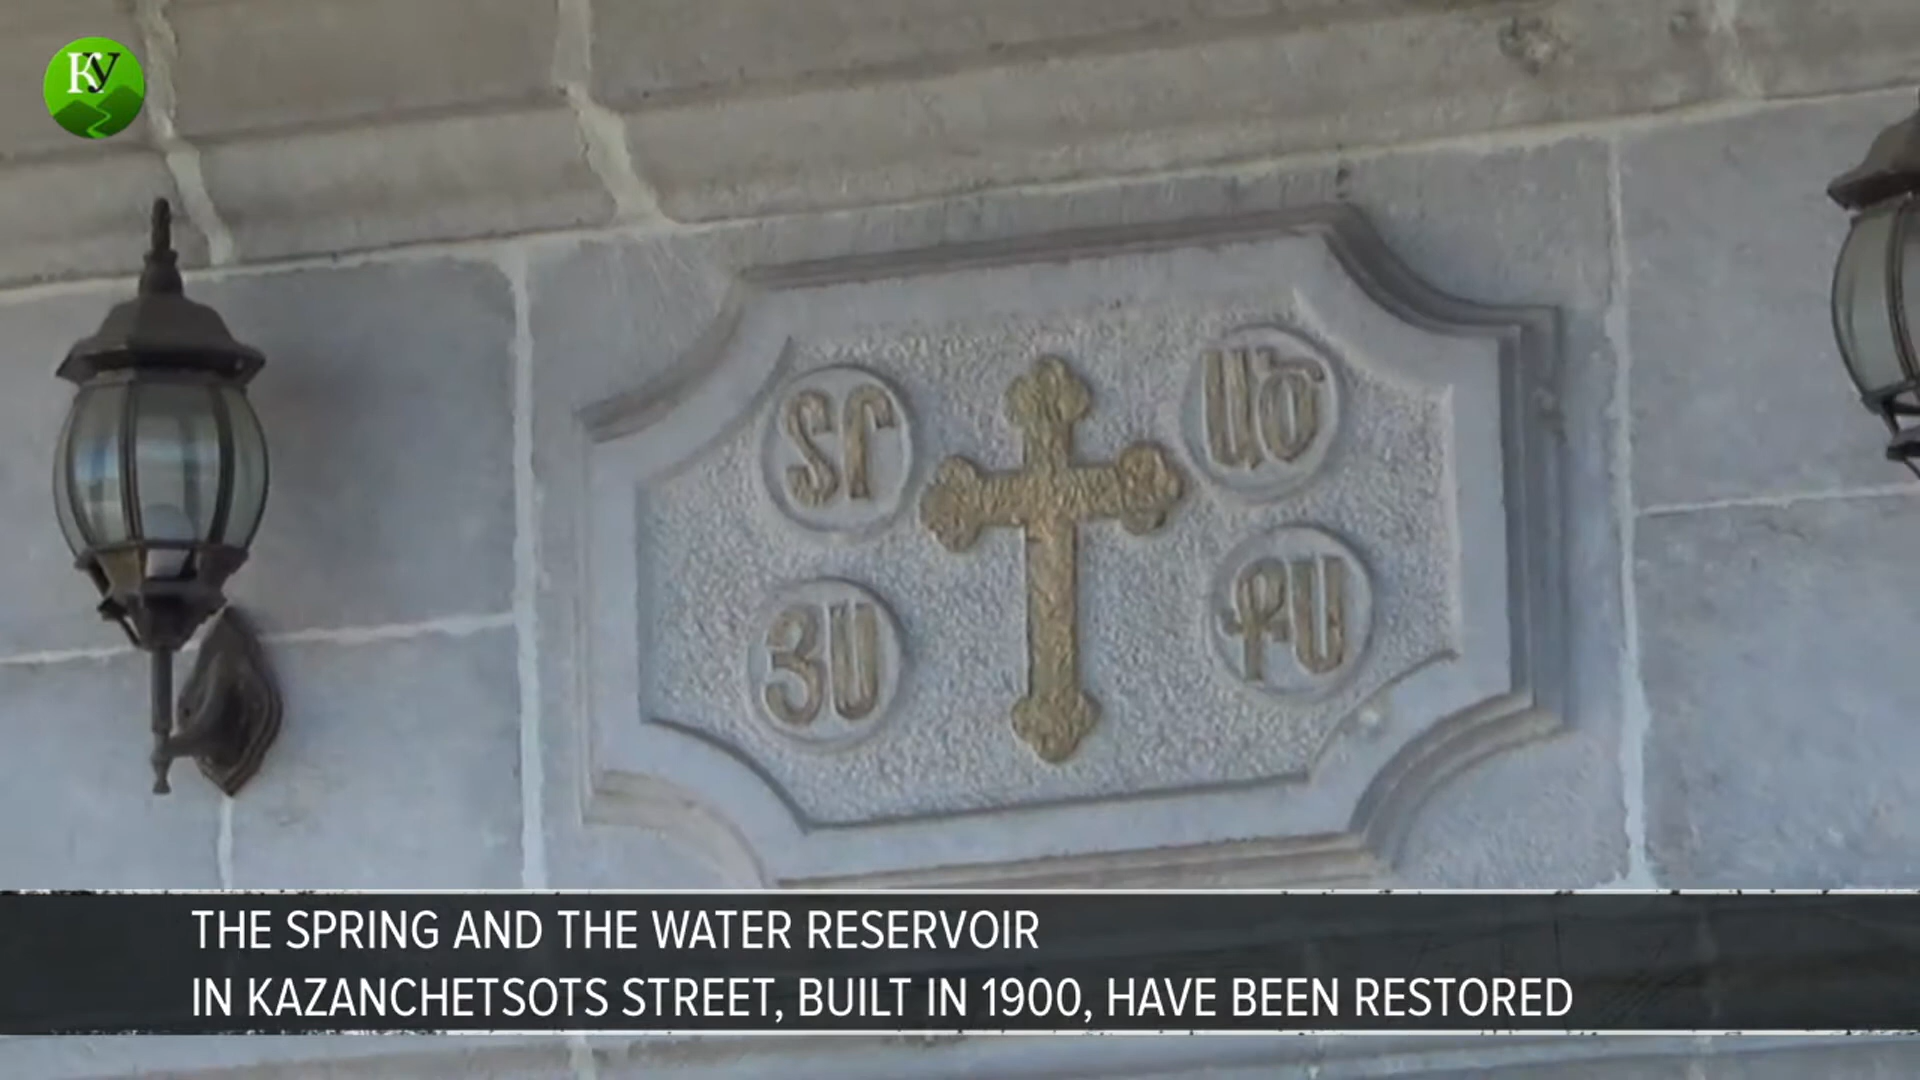 Ky
ՏՐ ԱԾ
ՅՍ ՔՍ
THE SPRING AND THE WATER RESERVOIR
IN KAZANCHETSOTS STREET, BUILT IN 1900, HAVE BEEN RESTORED